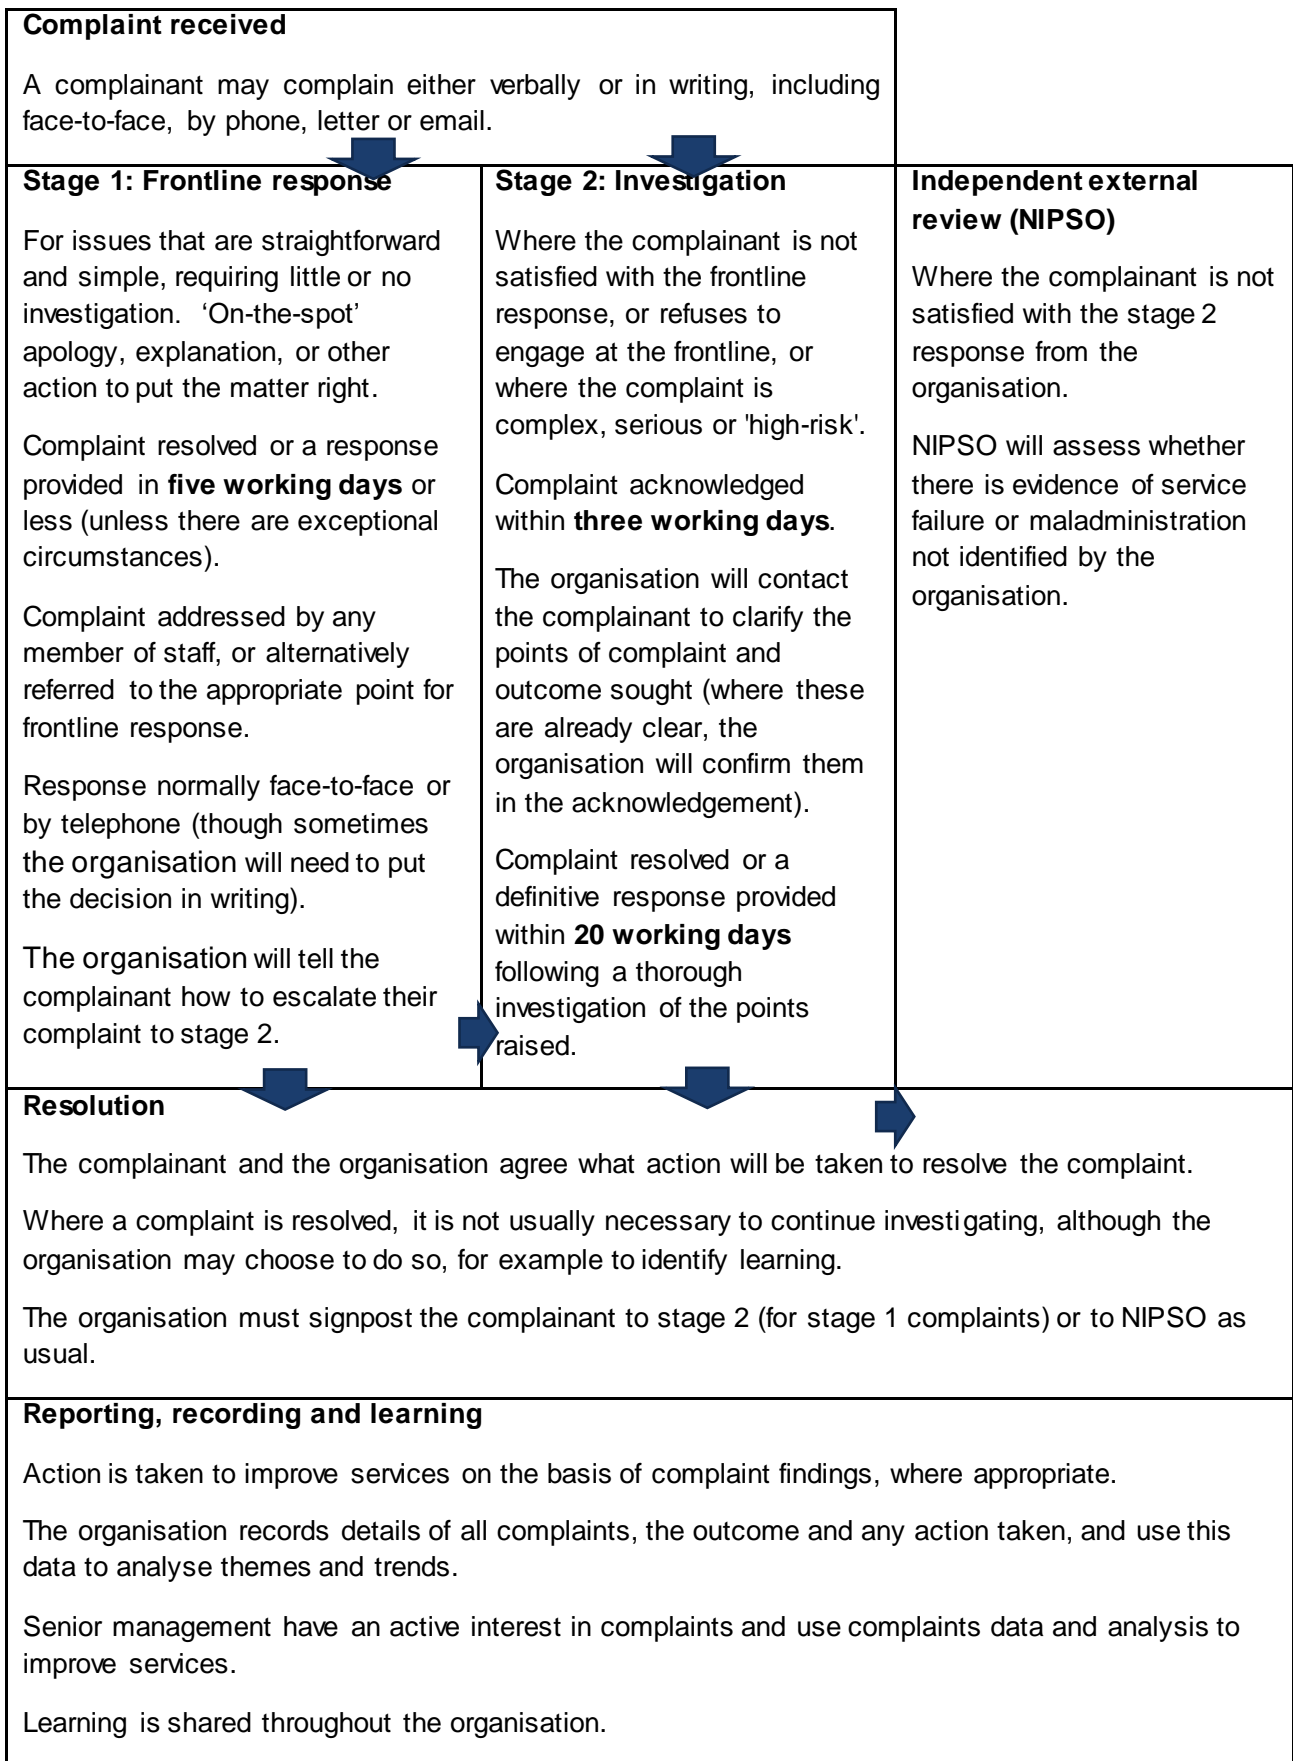 Complaint received
A complainant may complain either verbally or in writing, including
face-to-face, by phone, letter or email.
Stage 1: Frontline response
For issues that are straightforward
and simple, requiring little or no
investigation. ‘On-the-spot’
apology, explanation, or other
action to put the matter right.
Complaint resolved or a response
provided in five working days or
less (unless there are exceptional
circumstances).
Complaint addressed by any
member of staff, or alternatively
referred to the appropriate point for
frontline response.
Response normally face-to-face or
by telephone (though sometimes
the organisation will need to put
the decision in writing).
The organisation will tell the
complainant how to escalate their
complaint to stage 2.
Stage 2: Investigation
Where the complainant is not
satisfied with the frontline
response, or refuses to
engage at the frontline, or
where the complaint is
complex, serious or 'high-risk'.
Complaint acknowledged
within three working days.
The organisation will contact
the complainant to clarify the
points of complaint and
outcome sought (where these
are already clear, the
organisation will confirm them
in the acknowledgement).
Complaint resolved or a
definitive response provided
within 20 working days
following a thorough
investigation of the points
raised.
Independent external
review (NIPSO)
Where the complainant is not
satisfied with the stage 2
response from the
organisation.
NIPSO will assess whether
there is evidence of service
failure or maladministration
not identified by the
organisation.
Resolution
The complainant and the organisation agree what action will be taken to resolve the complaint.
Where a complaint is resolved, it is not usually necessary to continue investigating, although the
organisation may choose to do so, for example to identify learning.
The organisation must signpost the complainant to stage 2 (for stage 1 complaints) or to NIPSO as
usual.
Reporting, recording and learning
Action is taken to improve services on the basis of complaint findings, where appropriate.
The organisation records details of all complaints, the outcome and any action taken, and use this
data to analyse themes and trends.
Senior management have an active interest in complaints and use complaints data and analysis to
improve services.
Learning is shared throughout the organisation.